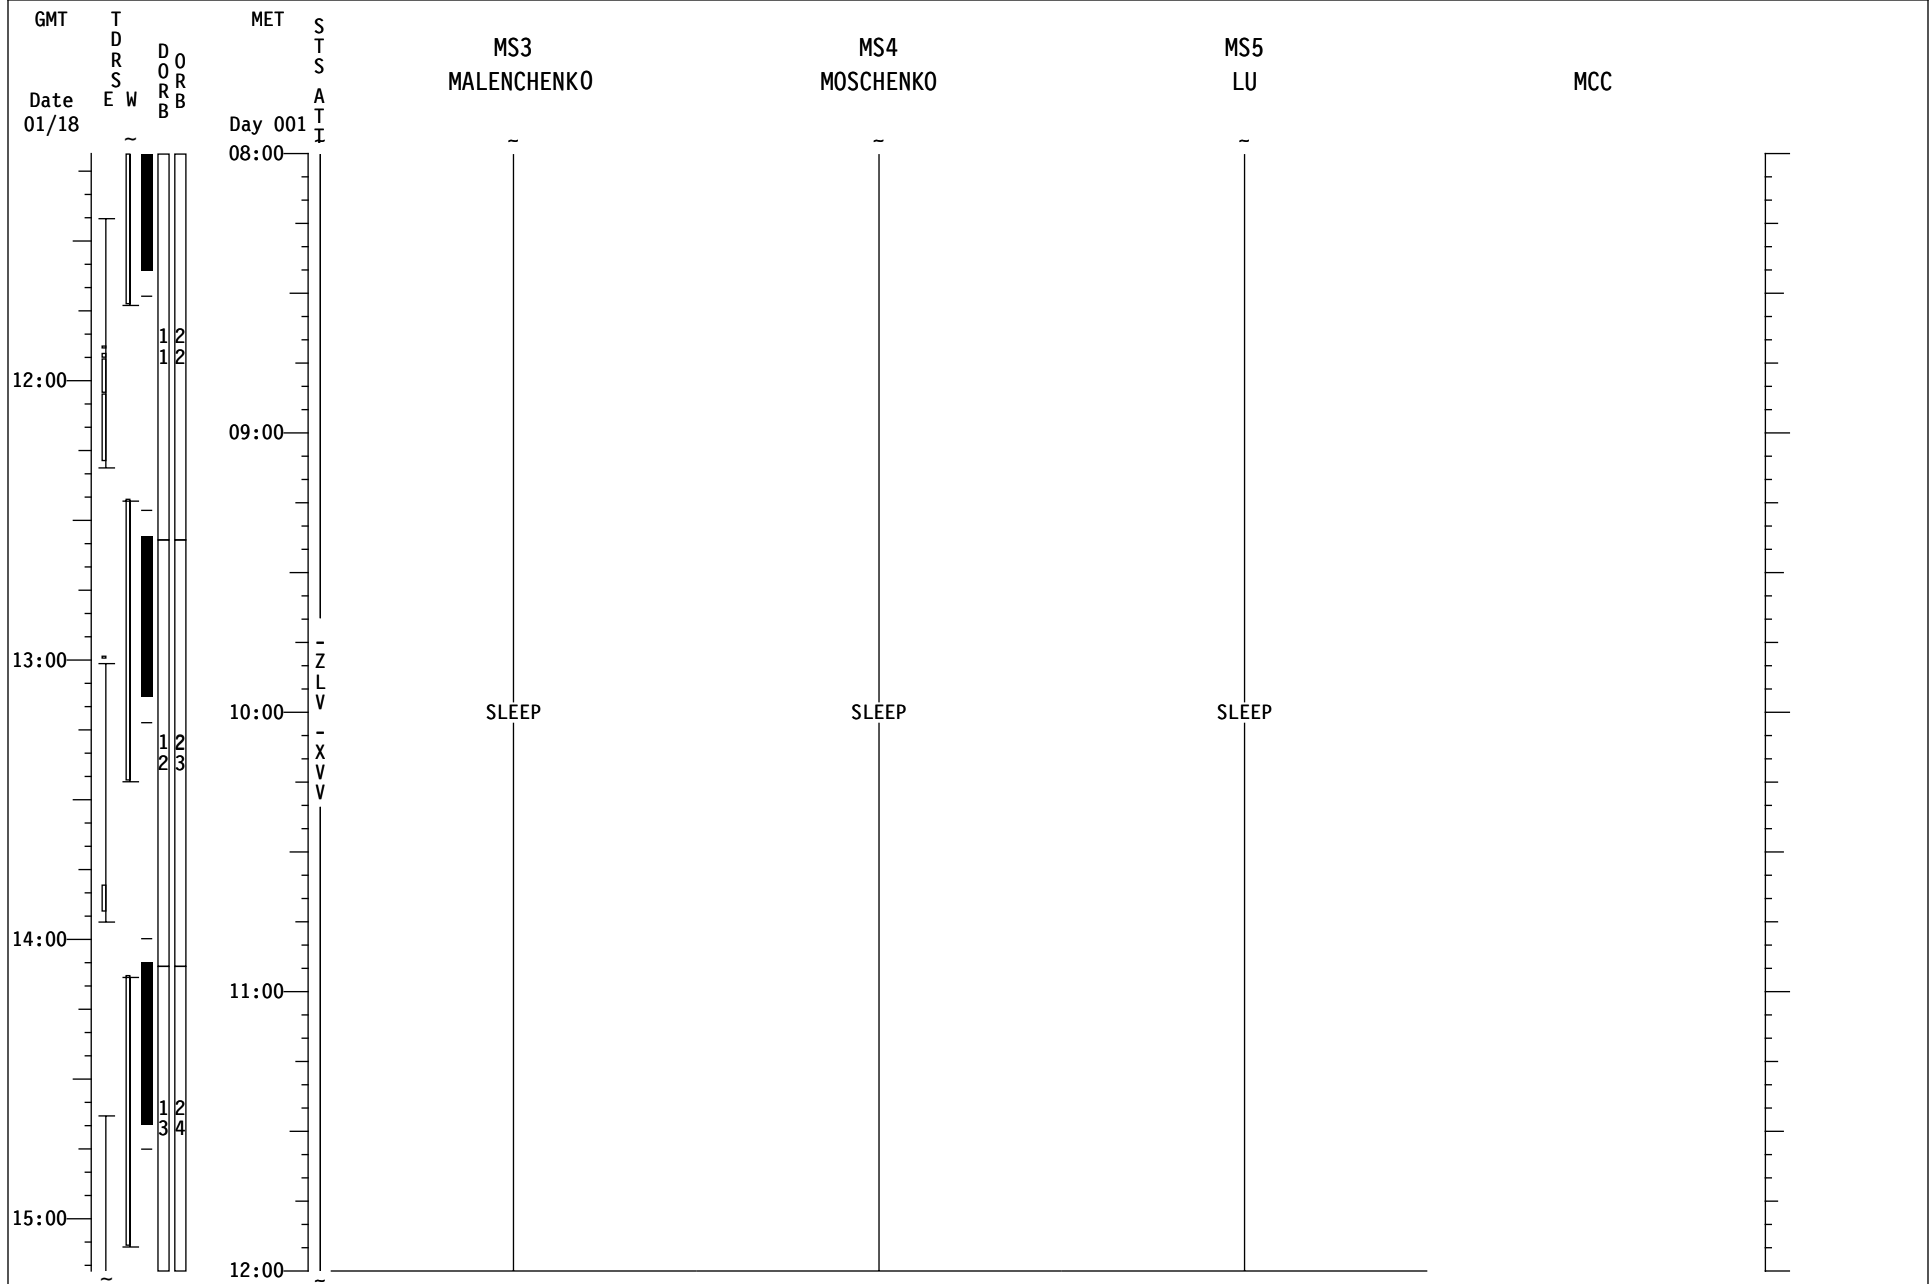 GMT
TDRS
E W
DORB
ORB
MET
STS ATT
MS3
MALENCHENKO
MS4
MOSCHENKO
MS5
LU
MCC
Date
01/18
Day 001
~
~
~
~
08:00
11
22
12:00
09:00
13:00
-ZLV -XVV
10:00
SLEEP
SLEEP
SLEEP
12
23
14:00
11:00
13
24
15:00
12:00
~
~